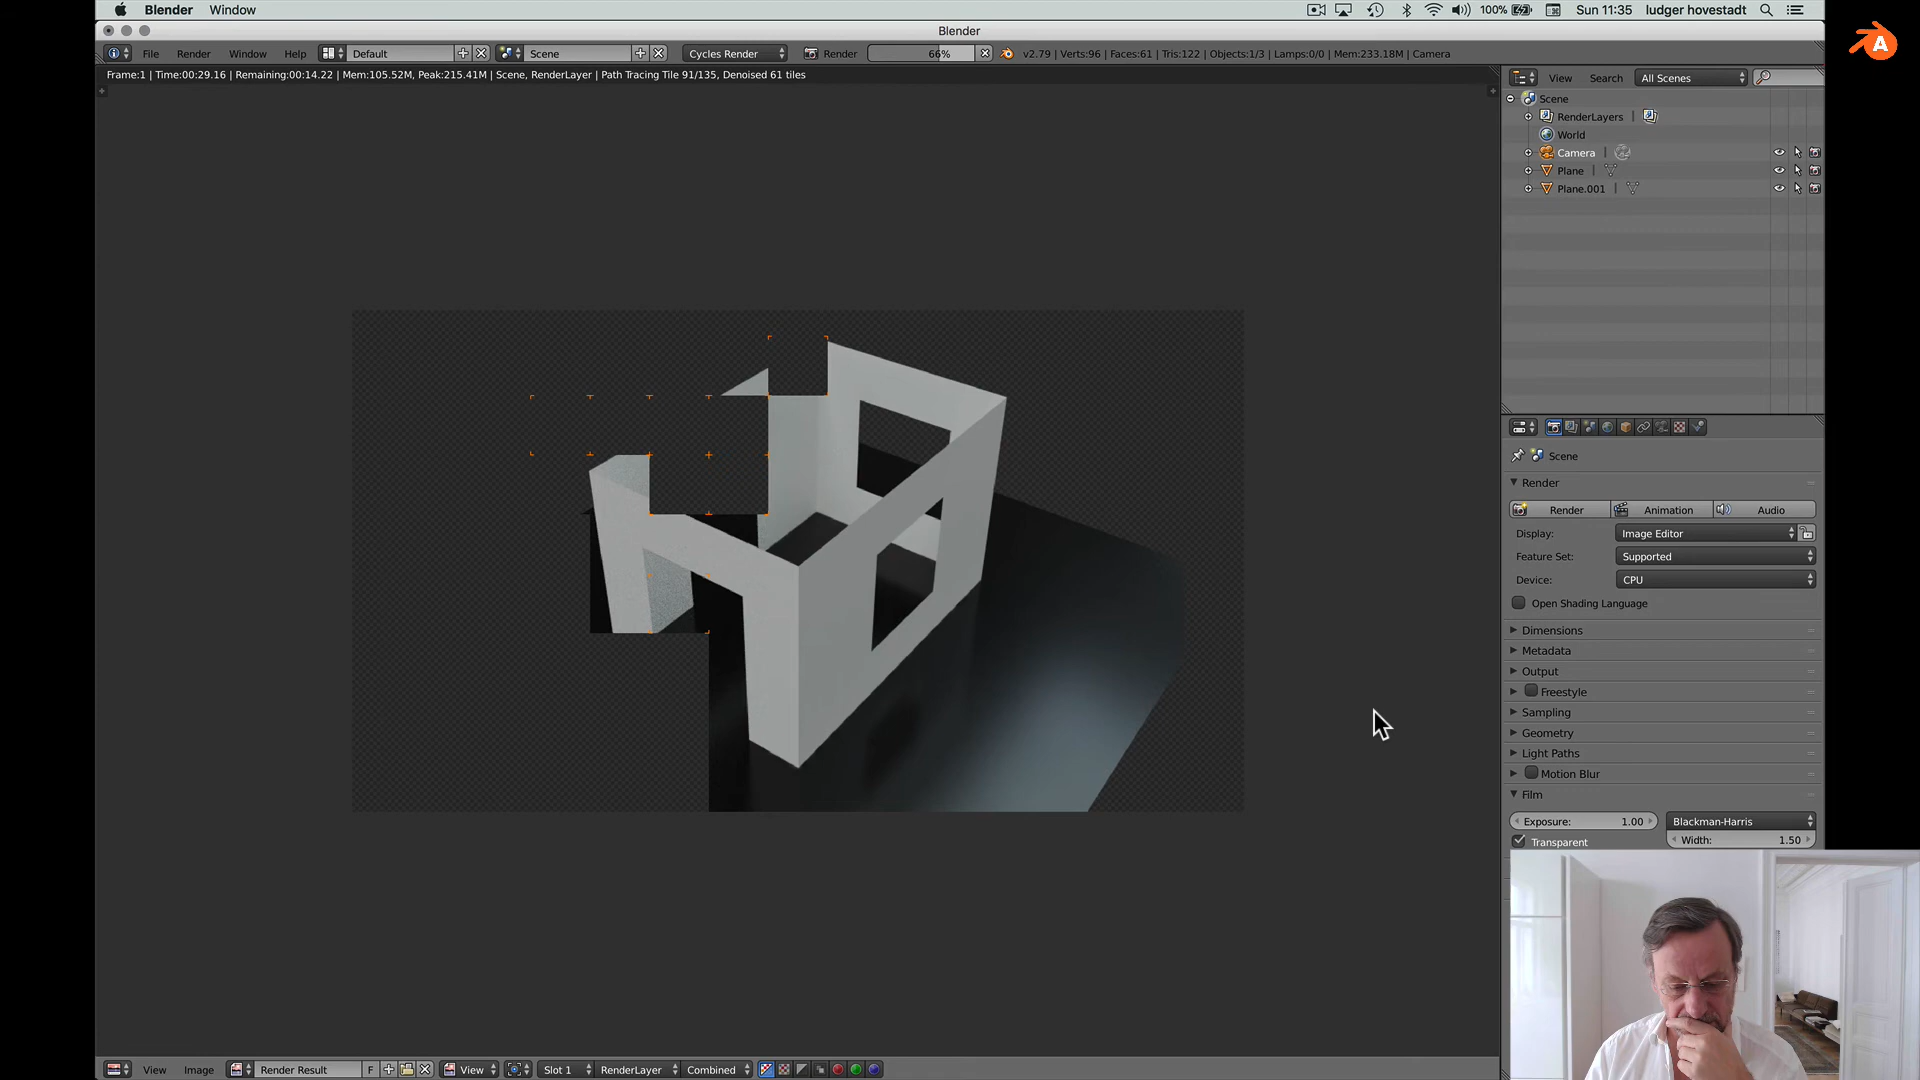 Blender Window 100% Sun 11:35 ludger hovestadt
Blender
File Render Window Help Default Scene Cycles Render Render 66% v2.79 | Verts:96 | Faces:61 | Tris:122 | Objects:1/3 | Lamps:0/0 | Mem:233.18M | Camera
Frame:1 | Time:00:29.16 | Remaining:00:14.22 | Mem:105.52M, Peak:215.41M | Scene, RenderLayer | Path Tracing Tile 91/135, Denoised 61 tiles
View Search All Scenes
Scene
RenderLayers
World
Camera
Plane
Plane.001
Scene
Render
Render Animation Audio
Display: Image Editor
Feature Set: Supported
Device: CPU
Open Shading Language
Dimensions
Metadata
Output
Freestyle
Sampling
Geometry
Light Paths
Motion Blur
Film
Exposure: 1.00 Blackman-Harris
Transparent Width: 1.50
View Image Render Result F View Slot 1 RenderLayer Combined
A